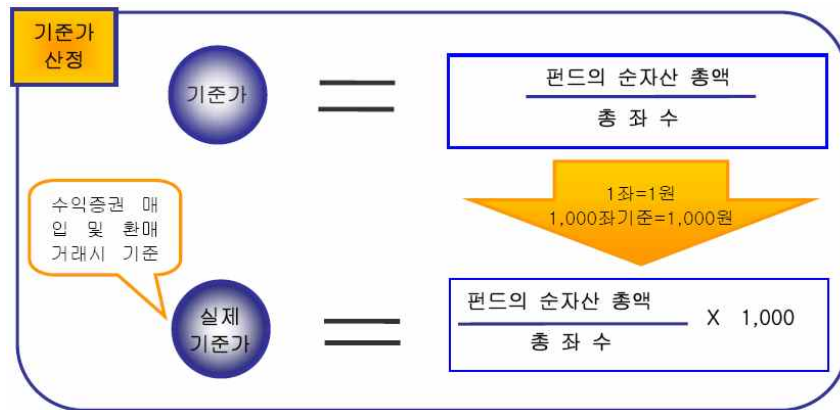 기준가
산정
기준가
펀드의 순자산 총액
총 좌 수
1좌=1원
1,000좌기준=1,000원
수익증권 매
입 및 환매
거래시 기준
실제
기준가
펀드의 순자산 총액
X 1,000
총 좌 수